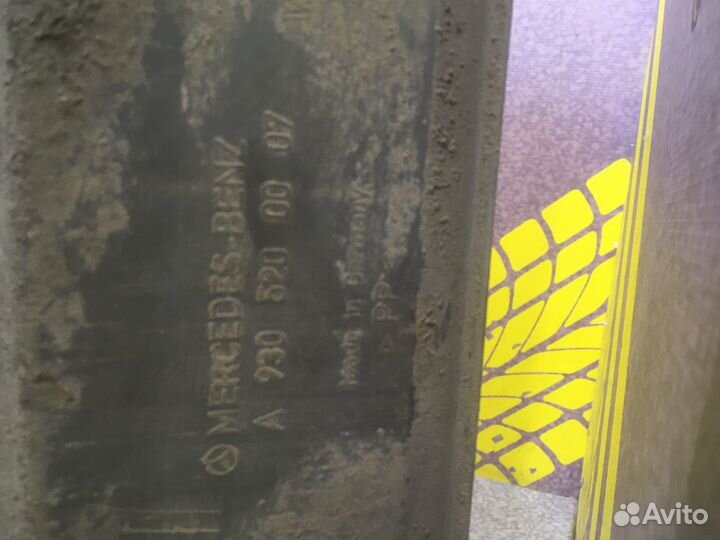 MERCEDES-BENZ
A 930 520 00 07
Made in Germany
PP
Avito